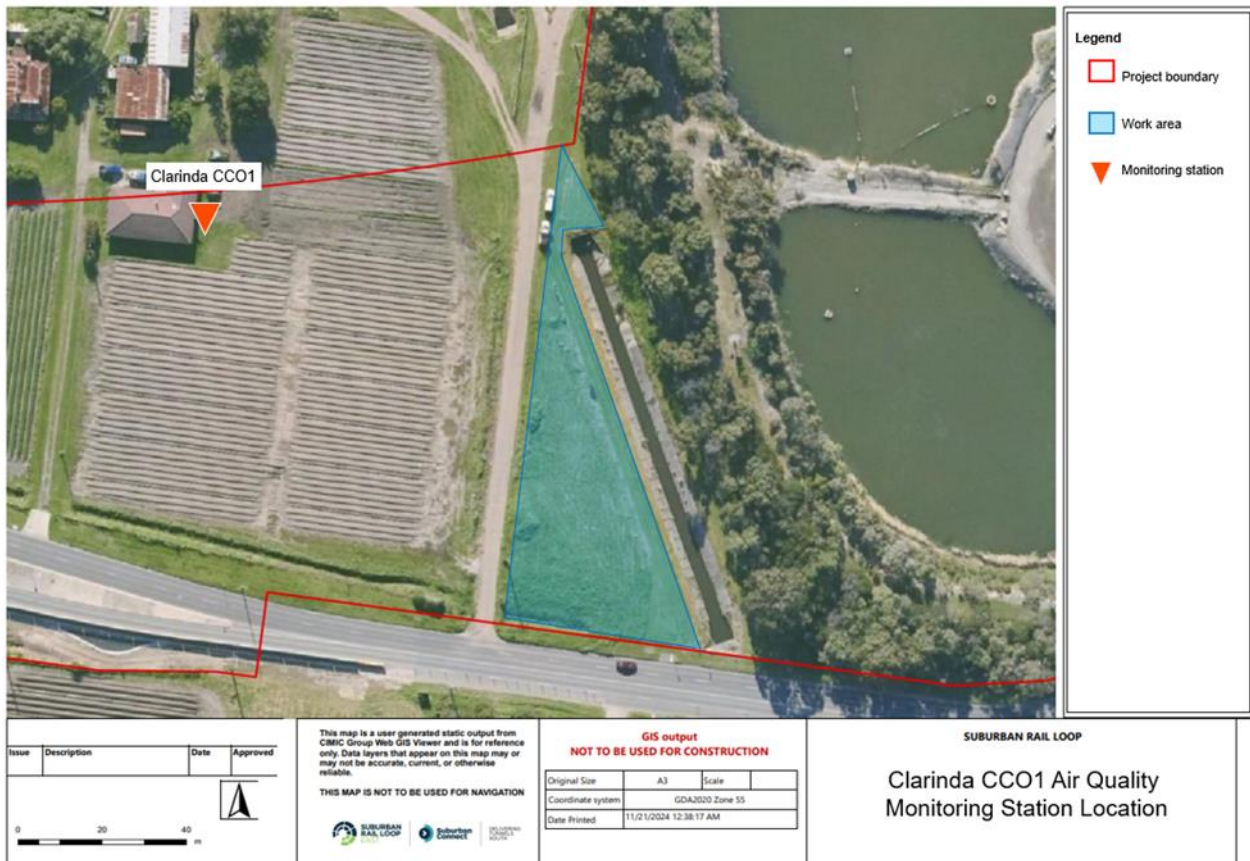 Clarinda CCO1
Legend
Project boundary
Work area
Monitoring station
Issue Description Date Approved
0 20 40
m
This map is a user generated static output from
CIMIC Group Web GIS Viewer and is for reference
only. Data layers that appear on this map may or
may not be accurate, current, or otherwise
reliable.
THIS MAP IS NOT TO BE USED FOR NAVIGATION
SUBURBAN
RAIL LOOP
EAST
Suburban
Connect
DELIVERING
TUNNELS
SOUTH
GIS output
NOT TO BE USED FOR CONSTRUCTION
Original Size A3 Scale
Coordinate system GDA2020 Zone 55
Date Printed 11/21/2024 12:38:17 AM
SUBURBAN RAIL LOOP
Clarinda CCO1 Air Quality
Monitoring Station Location